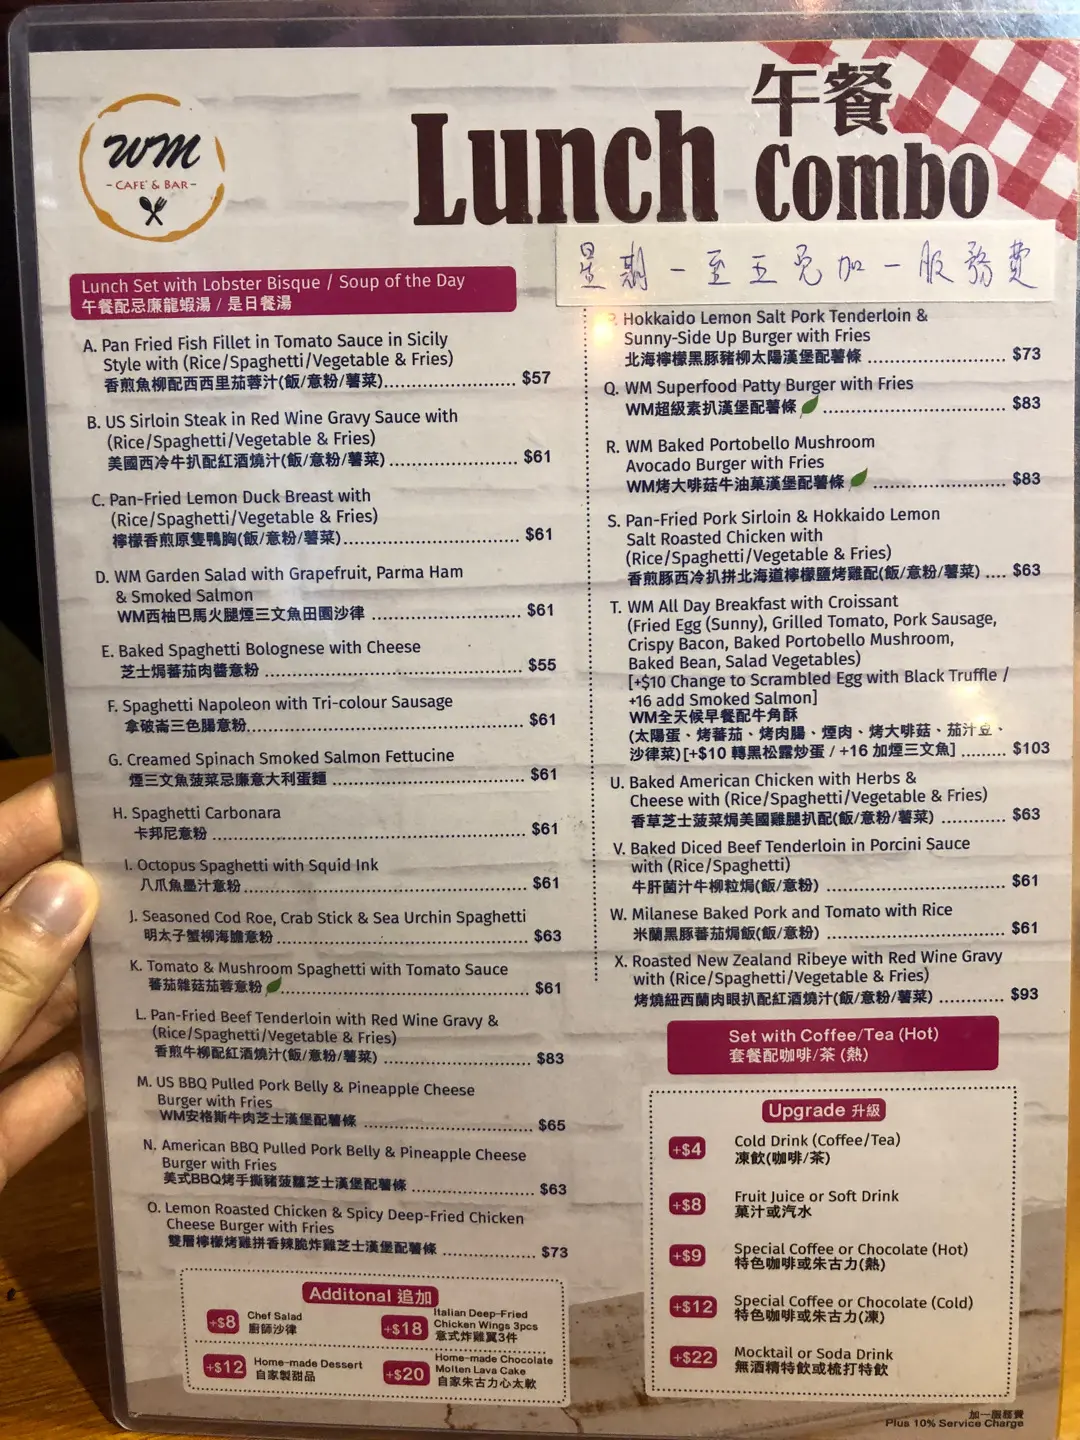 WM
- CAFE' & BAR -
午餐
Lunch Combo
星期一至五免加一服務費
Lunch Set with Lobster Bisque / Soup of the Day
午餐配忌廉龍蝦湯 / 是日餐湯
A. Pan Fried Fish Fillet in Tomato Sauce in Sicily
Style with (Rice/Spaghetti/Vegetable & Fries)
香煎魚柳配西西里茄蓉汁(飯/意粉/薯菜) $57
B. US Sirloin Steak in Red Wine Gravy Sauce with
(Rice/Spaghetti/Vegetable & Fries)
美國西冷牛扒配紅酒燒汁(飯/意粉/薯菜) $61
C. Pan-Fried Lemon Duck Breast with
(Rice/Spaghetti/Vegetable & Fries)
檸檬香煎原隻鴨胸(飯/意粉/薯菜) $61
D. WM Garden Salad with Grapefruit, Parma Ham
& Smoked Salmon
WM西柚巴馬火腿煙三文魚田園沙律 $61
E. Baked Spaghetti Bolognese with Cheese
芝士焗蕃茄肉醬意粉 $55
F. Spaghetti Napoleon with Tri-colour Sausage
拿破崙三色腸意粉 $61
G. Creamed Spinach Smoked Salmon Fettucine
煙三文魚菠菜忌廉意大利蛋麵 $61
H. Spaghetti Carbonara
卡邦尼意粉 $61
I. Octopus Spaghetti with Squid Ink
八爪魚墨汁意粉 $61
J. Seasoned Cod Roe, Crab Stick & Sea Urchin Spaghetti
明太子蟹柳海膽意粉 $63
K. Tomato & Mushroom Spaghetti with Tomato Sauce
蕃茄雜菇茄蓉意粉 $61
L. Pan-Fried Beef Tenderloin with Red Wine Gravy &
(Rice/Spaghetti/Vegetable & Fries)
香煎牛柳配紅酒燒汁(飯/意粉/薯菜) $83
M. US BBQ Pulled Pork Belly & Pineapple Cheese
Burger with Fries
WM安格斯牛肉芝士漢堡配薯條 $65
N. American BBQ Pulled Pork Belly & Pineapple Cheese
Burger with Fries
美式BBQ烤手撕豬菠蘿芝士漢堡配薯條 $63
O. Lemon Roasted Chicken & Spicy Deep-Fried Chicken
Cheese Burger with Fries
雙層檸檬烤雞拼香辣脆炸雞芝士漢堡配薯條 $73
P. Hokkaido Lemon Salt Pork Tenderloin &
Sunny-Side Up Burger with Fries
北海檸檬黑豚豬柳太陽漢堡配薯條 $73
Q. WM Superfood Patty Burger with Fries
WM超級素扒漢堡配薯條 $83
R. WM Baked Portobello Mushroom
Avocado Burger with Fries
WM烤大啡菇牛油菓漢堡配薯條 $83
S. Pan-Fried Pork Sirloin & Hokkaido Lemon
Salt Roasted Chicken with
(Rice/Spaghetti/Vegetable & Fries)
香煎豚西冷扒拼北海道檸檬鹽烤雞配(飯/意粉/薯菜) $63
T. WM All Day Breakfast with Croissant
(Fried Egg (Sunny), Grilled Tomato, Pork Sausage,
Crispy Bacon, Baked Portobello Mushroom,
Baked Bean, Salad Vegetables)
[+$10 Change to Scrambled Egg with Black Truffle /
+16 add Smoked Salmon]
WM全天候早餐配牛角酥
(太陽蛋、烤蕃茄、烤肉腸、煙肉、烤大啡菇、茄汁豆、
沙律菜)[+$10 轉黑松露炒蛋 / +16 加煙三文魚] $103
U. Baked American Chicken with Herbs &
Cheese with (Rice/Spaghetti/Vegetable & Fries)
香草芝士菠菜焗美國雞腿扒配(飯/意粉/薯菜) $63
V. Baked Diced Beef Tenderloin in Porcini Sauce
with (Rice/Spaghetti)
牛肝菌汁牛柳粒焗(飯/意粉) $61
W. Milanese Baked Pork and Tomato with Rice
米蘭黑豚蕃茄焗飯(飯/意粉) $61
X. Roasted New Zealand Ribeye with Red Wine Gravy
with (Rice/Spaghetti/Vegetable & Fries)
烤燒紐西蘭肉眼扒配紅酒燒汁(飯/意粉/薯菜) $93
Set with Coffee/Tea (Hot)
套餐配咖啡/茶 (熱)
Upgrade 升級
+$4 Cold Drink (Coffee/Tea)
凍飲(咖啡/茶)
+$8 Fruit Juice or Soft Drink
菓汁或汽水
+$9 Special Coffee or Chocolate (Hot)
特色咖啡或朱古力(熱)
+$12 Special Coffee or Chocolate (Cold)
特色咖啡或朱古力(凍)
+$22 Mocktail or Soda Drink
無酒精特飲或梳打特飲
Additonal 追加
+$8 Chef Salad
廚師沙律
+$18 Italian Deep-Fried
Chicken Wings 3pcs
意式炸雞翼3件
+$12 Home-made Dessert
自家製甜品
+$20 Home-made Chocolate
Molten Lava Cake
自家朱古力心太軟
加一服務費
Plus 10% Service Charge